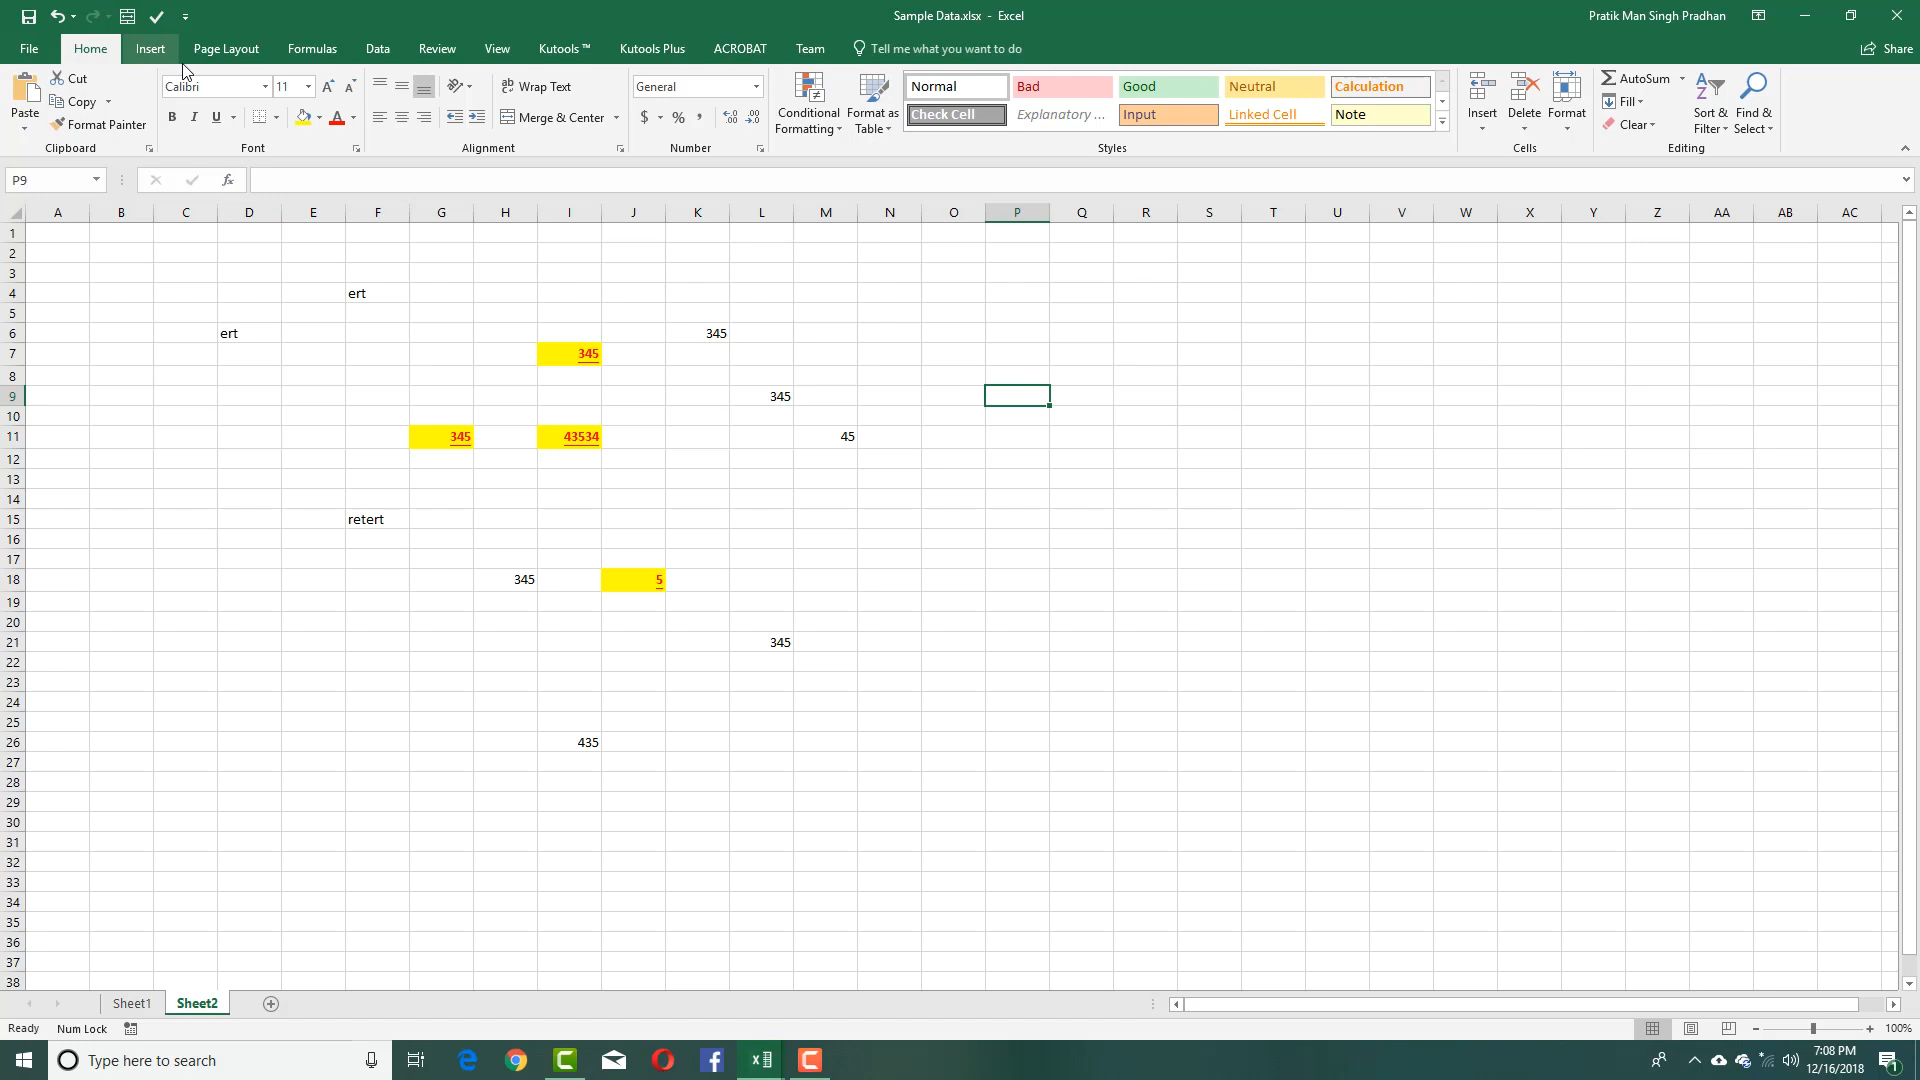 Sample Data.xlsx - Excel
Pratik Man Singh Pradhan
File Home Insert Page Layout Formulas Data Review View Kutools ™ Kutools Plus ACROBAT Team Tell me what you want to do Share
Paste
Cut
Copy
Format Painter
Clipboard
Calibri 11
B I U
Font
Wrap Text
Merge & Center
Alignment
General
$ % ,
Number
Conditional Formatting
Format as Table
Normal Bad Good Neutral Calculation
Check Cell Explanatory ... Input Linked Cell Note
Styles
Insert Delete Format
Cells
AutoSum
Fill
Clear
Sort & Filter
Find & Select
Editing
P9 fx
A B C D E F G H I J K L M N O P Q R S T U V W X Y Z AA AB AC
1
2
3
4 ert
5
6 ert 345
7 345
8
9 345
10
11 345 43534 45
12
13
14
15 retert
16
17
18 345 5
19
20
21 345
22
23
24
25
26 435
27
28
29
30
31
32
33
34
35
36
37
38
Sheet1 Sheet2
Ready Num Lock 100%
Type here to search
7:08 PM
12/16/2018
1